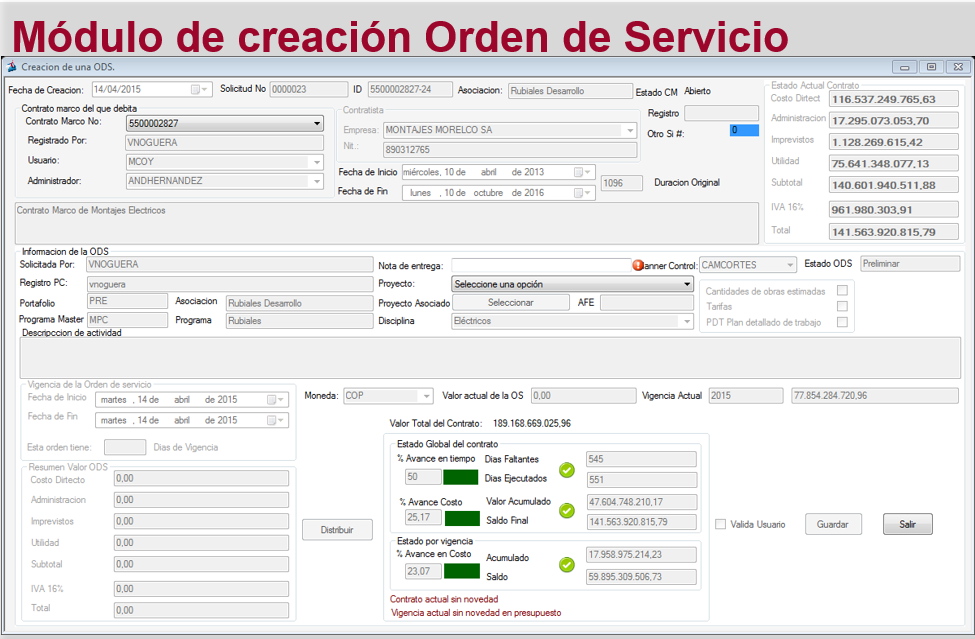 Módulo de creación Orden de Servicio
Creacion de una ODS.
Fecha de Creacion: 14/04/2015 Solicitud No 0000023 ID 5500002827-24 Asociacion: Rubiales Desarrollo Estado CM Abierto
Contrato marco del que debita
Contrato Marco No: 5500002827
Registrado Por: VNOGUERA
Usuario: MCOY
Administrador: ANDHERNANDEZ
Contratista
Empresa: MONTAJES MORELCO SA
Nit.: 890312765
Registro
Otro Si #: 0
Fecha de Inicio miércoles, 10 de abril de 2013
Fecha de Fin lunes , 10 de octubre de 2016
1096 Duracion Original
Estado Actual Contrato
Costo Direct 116.537.249.765,63
Administracion 17.295.073.053,70
Imprevistos 1.128.269.615,42
Utilidad 75.641.348.077,13
Subtotal 140.601.940.511,88
IVA 16% 961.980.303,91
Total 141.563.920.815,79
Contrato Marco de Montajes Electricos
Informacion de la ODS
Solicitada Por: VNOGUERA Nota de entrega: lanner Control: CAMCORTES Estado ODS Preliminar
Registro PC: vnoguera Proyecto: Seleccione una opción
Portafolio PRE Asociacion Rubiales Desarrollo Proyecto Asociado Seleccionar AFE
Programa Master MPC Programa Rubiales Disciplina Eléctricos
Cantidades de obras estimadas
Tarifas
PDT Plan detallado de trabajo
Descripccion de actividad
Vigencia de la Orden de servicio
Fecha de Inicio martes , 14 de abril de 2015
Fecha de Fin martes , 14 de abril de 2015
Esta orden tiene: Dias de Vigencia
Moneda: COP Valor actual de la OS 0,00 Vigencia Actual 2015 77.854.284.720,96
Valor Total del Contrato: 189.168.669.025,96
Resumen Valor ODS
Costo Dirtecto 0,00
Administracion 0,00
Imprevistos 0,00
Utilidad 0,00
Subtotal 0,00
IVA 16% 0,00
Total 0,00
Distribuir
Estado Global del contrato
% Avance en tiempo Dias Faltantes 545
50 Dias Ejecutados 551
% Avance Costo Valor Acumulado 47.604.748.210,17
25,17 Saldo Final 141.563.920.815,79
Estado por vigencia
% Avance en Costo Acumulado 17.958.975.214,23
23,07 Saldo 59.895.309.506,73
Contrato actual sin novedad
Vigencia actual sin novedad en presupuesto
Valida Usuario Guardar Salir